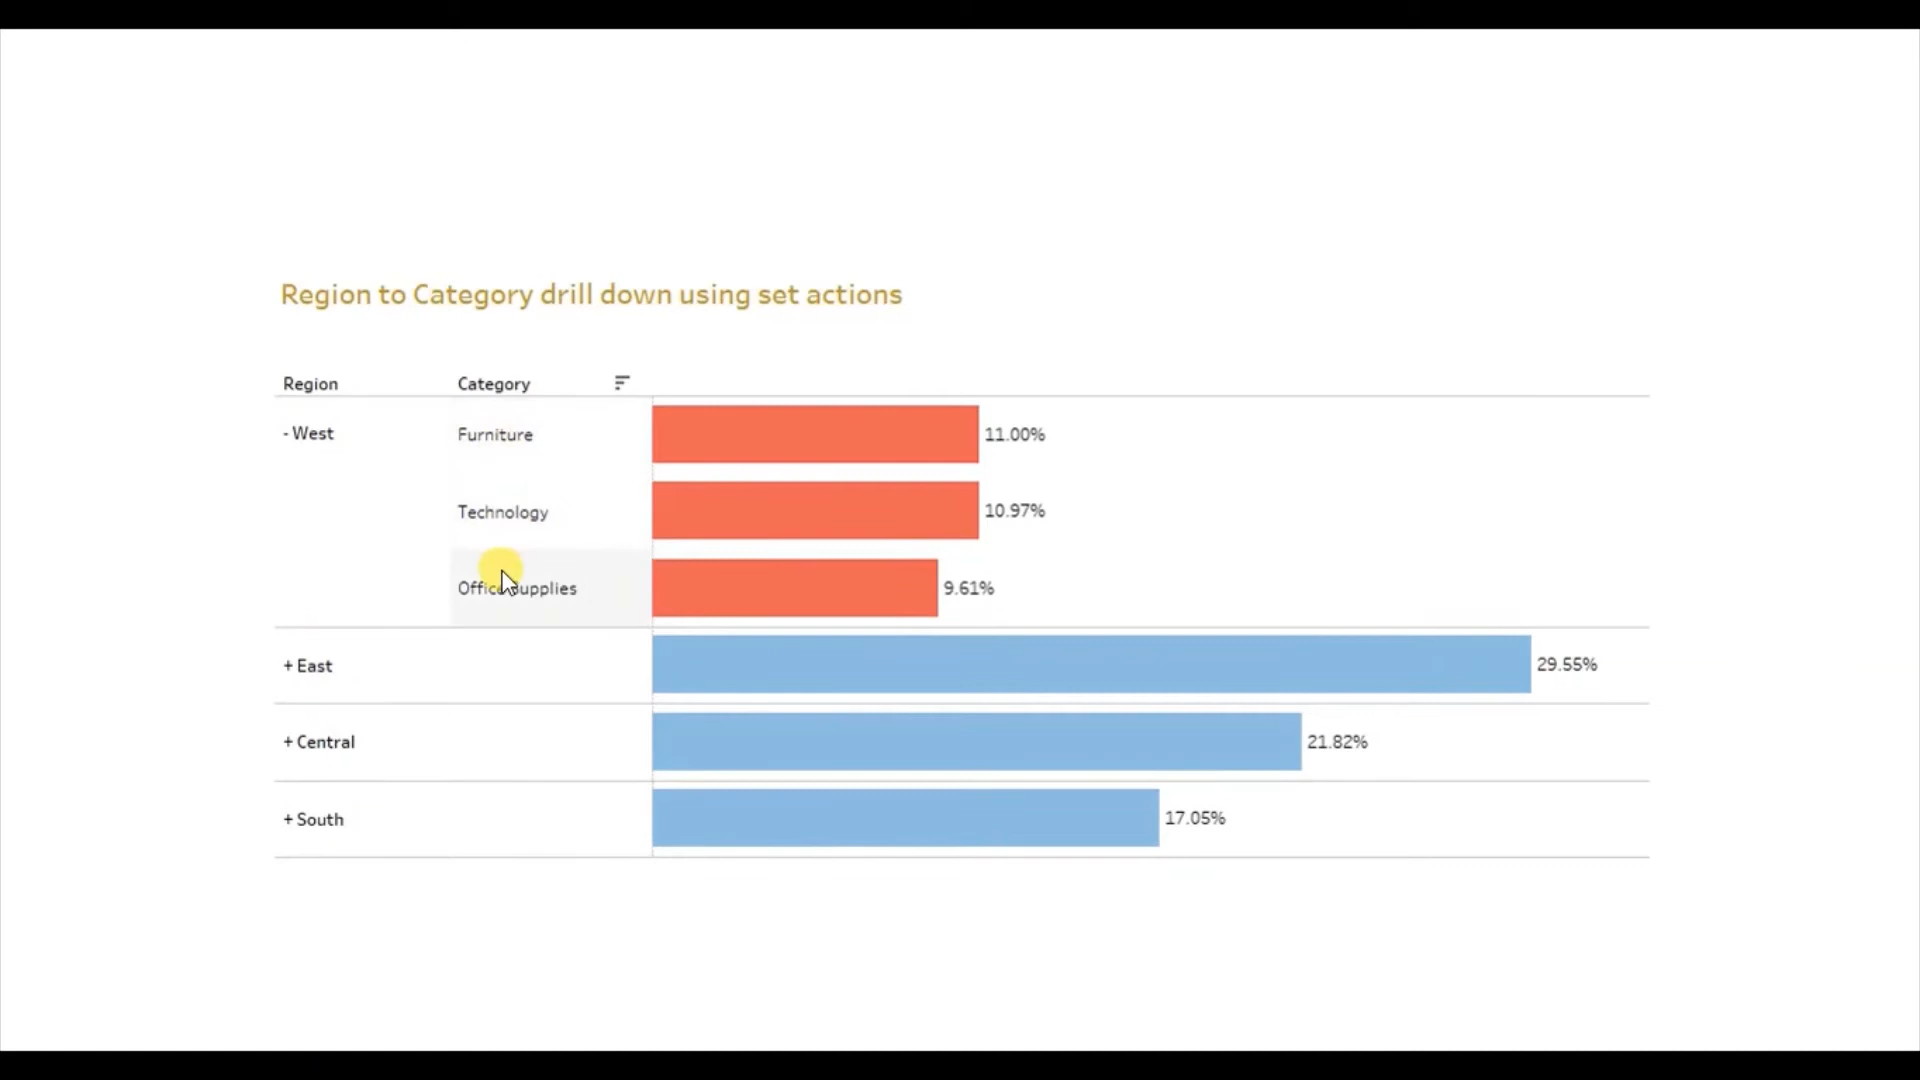 Region to Category drill down using set actions
Region Category
- West Furniture 11.00%
Technology 10.97%
Office Supplies 9.61%
+ East 29.55%
+ Central 21.82%
+ South 17.05%